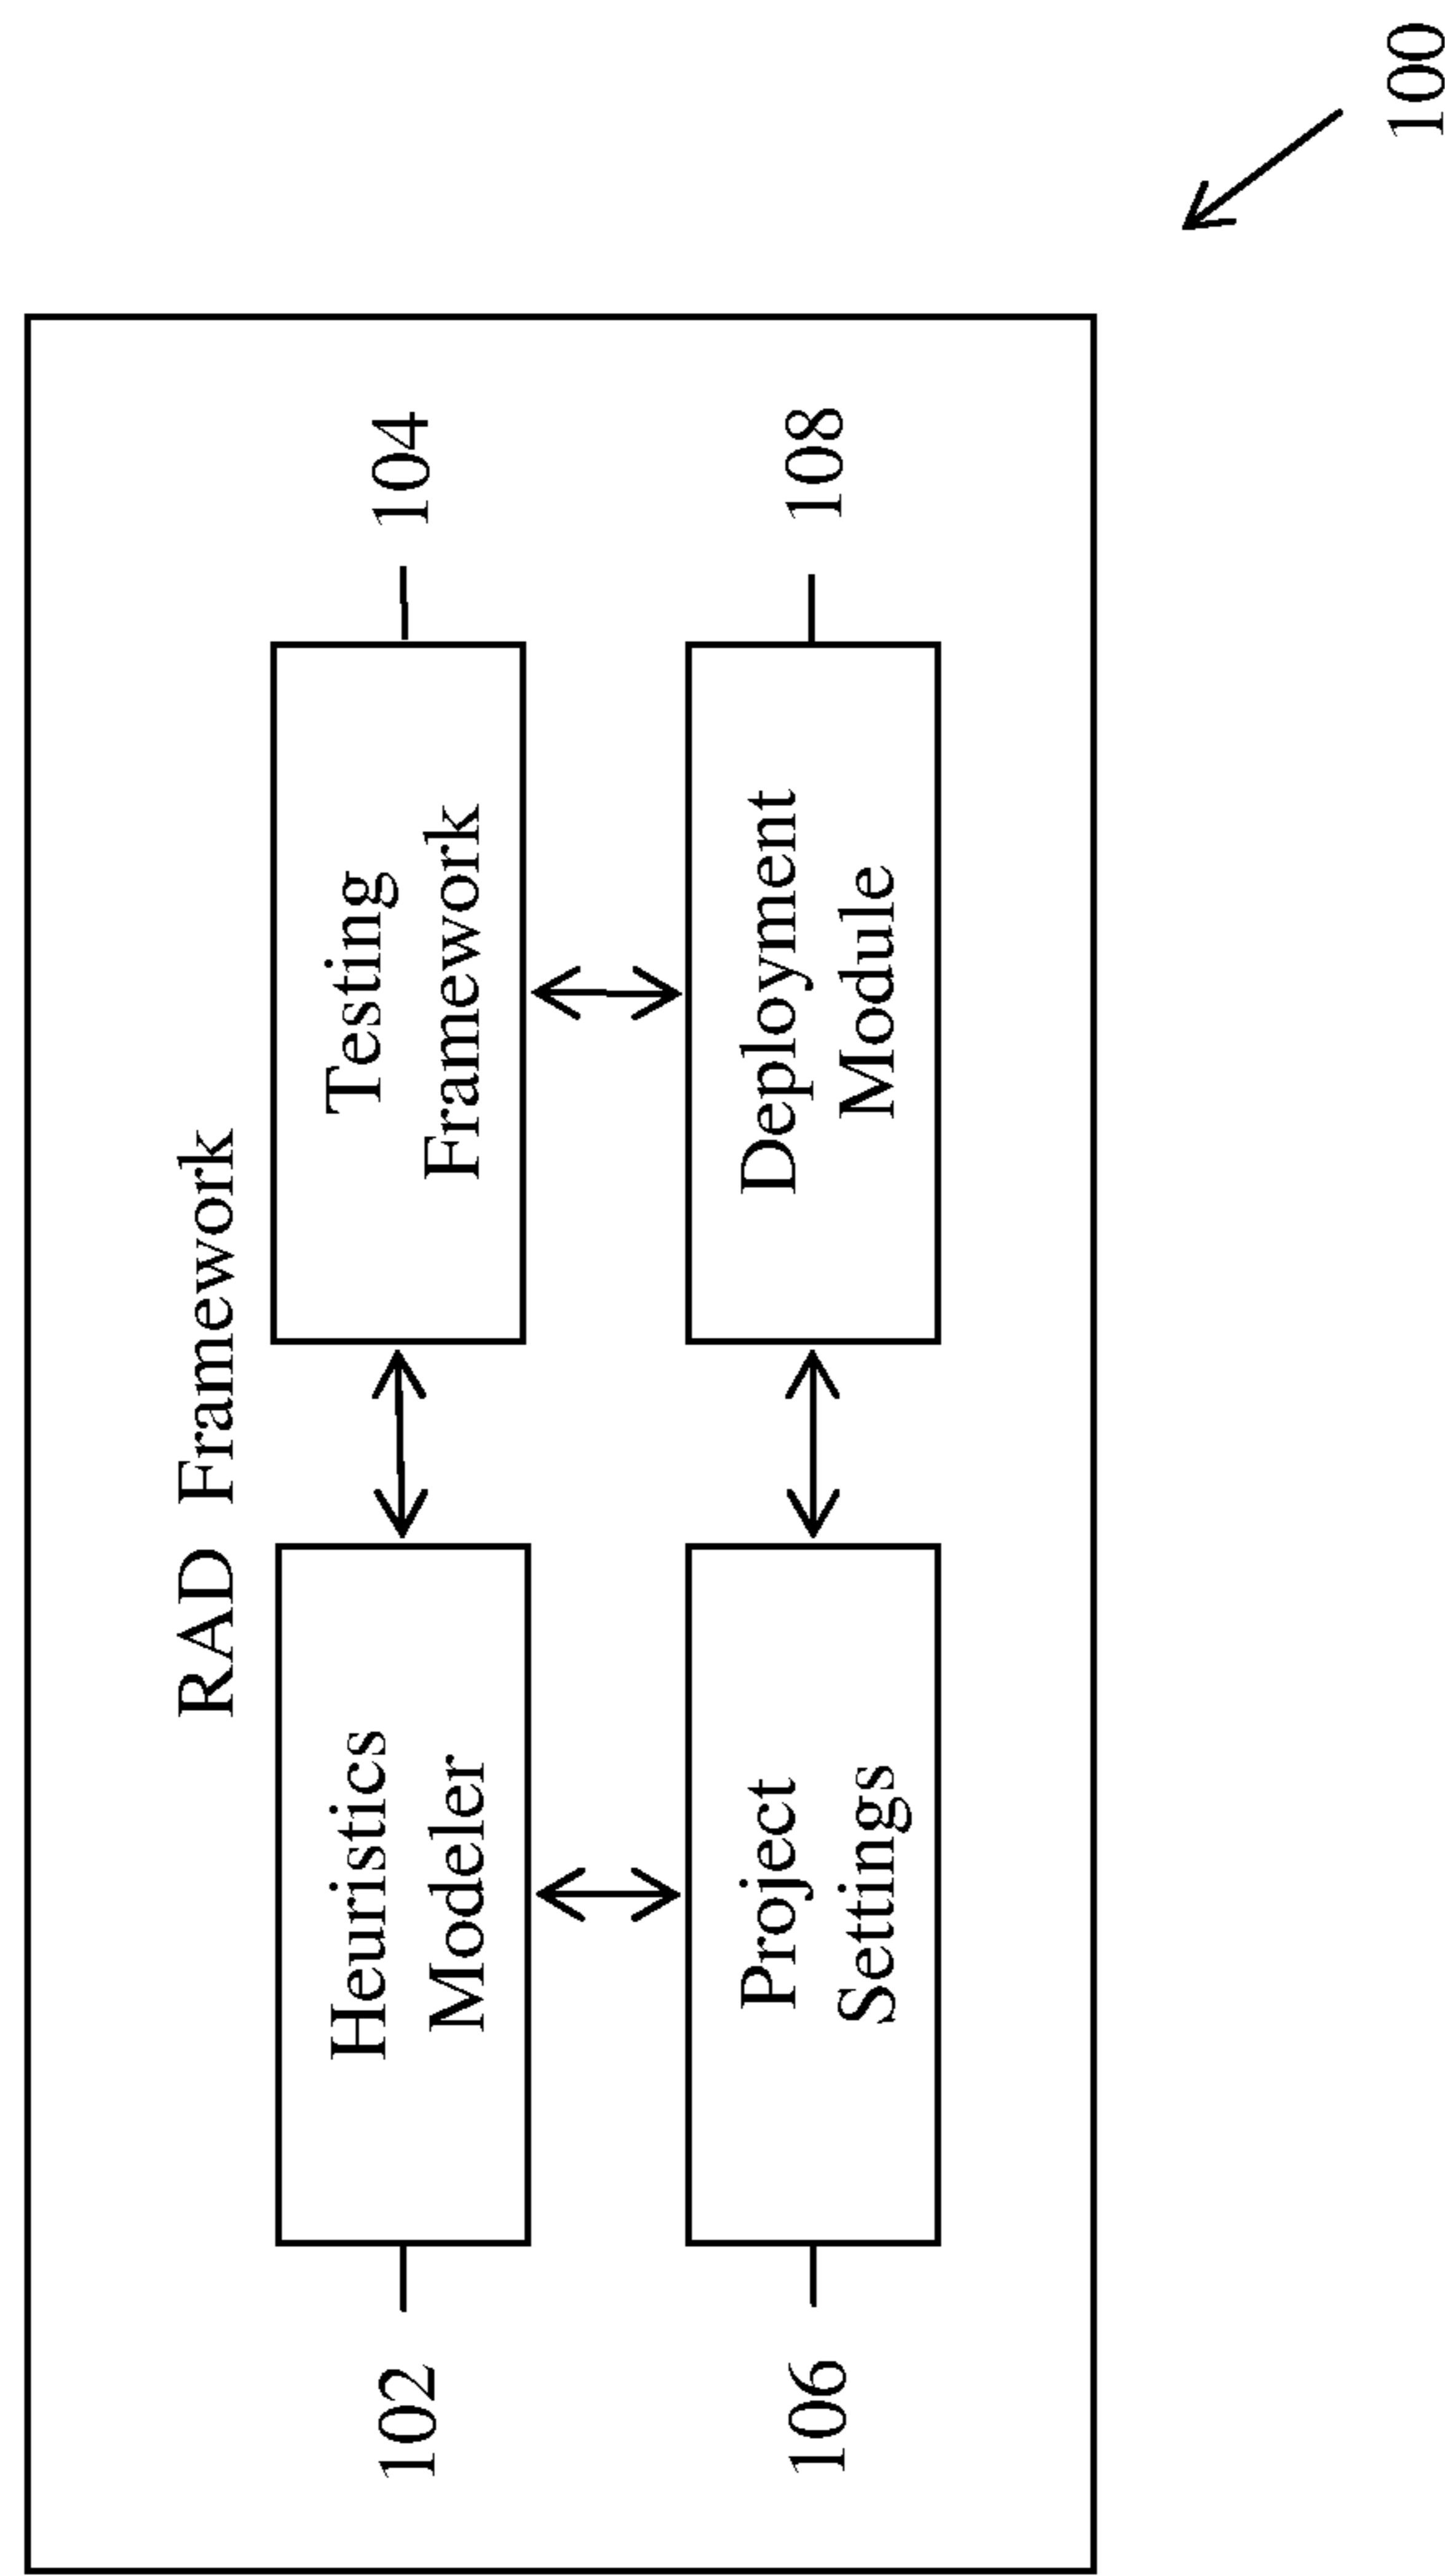 RAD Framework
102
Heuristics
Modeler
Testing
Framework
104
106
Project
Settings
Deployment
Module
108
100